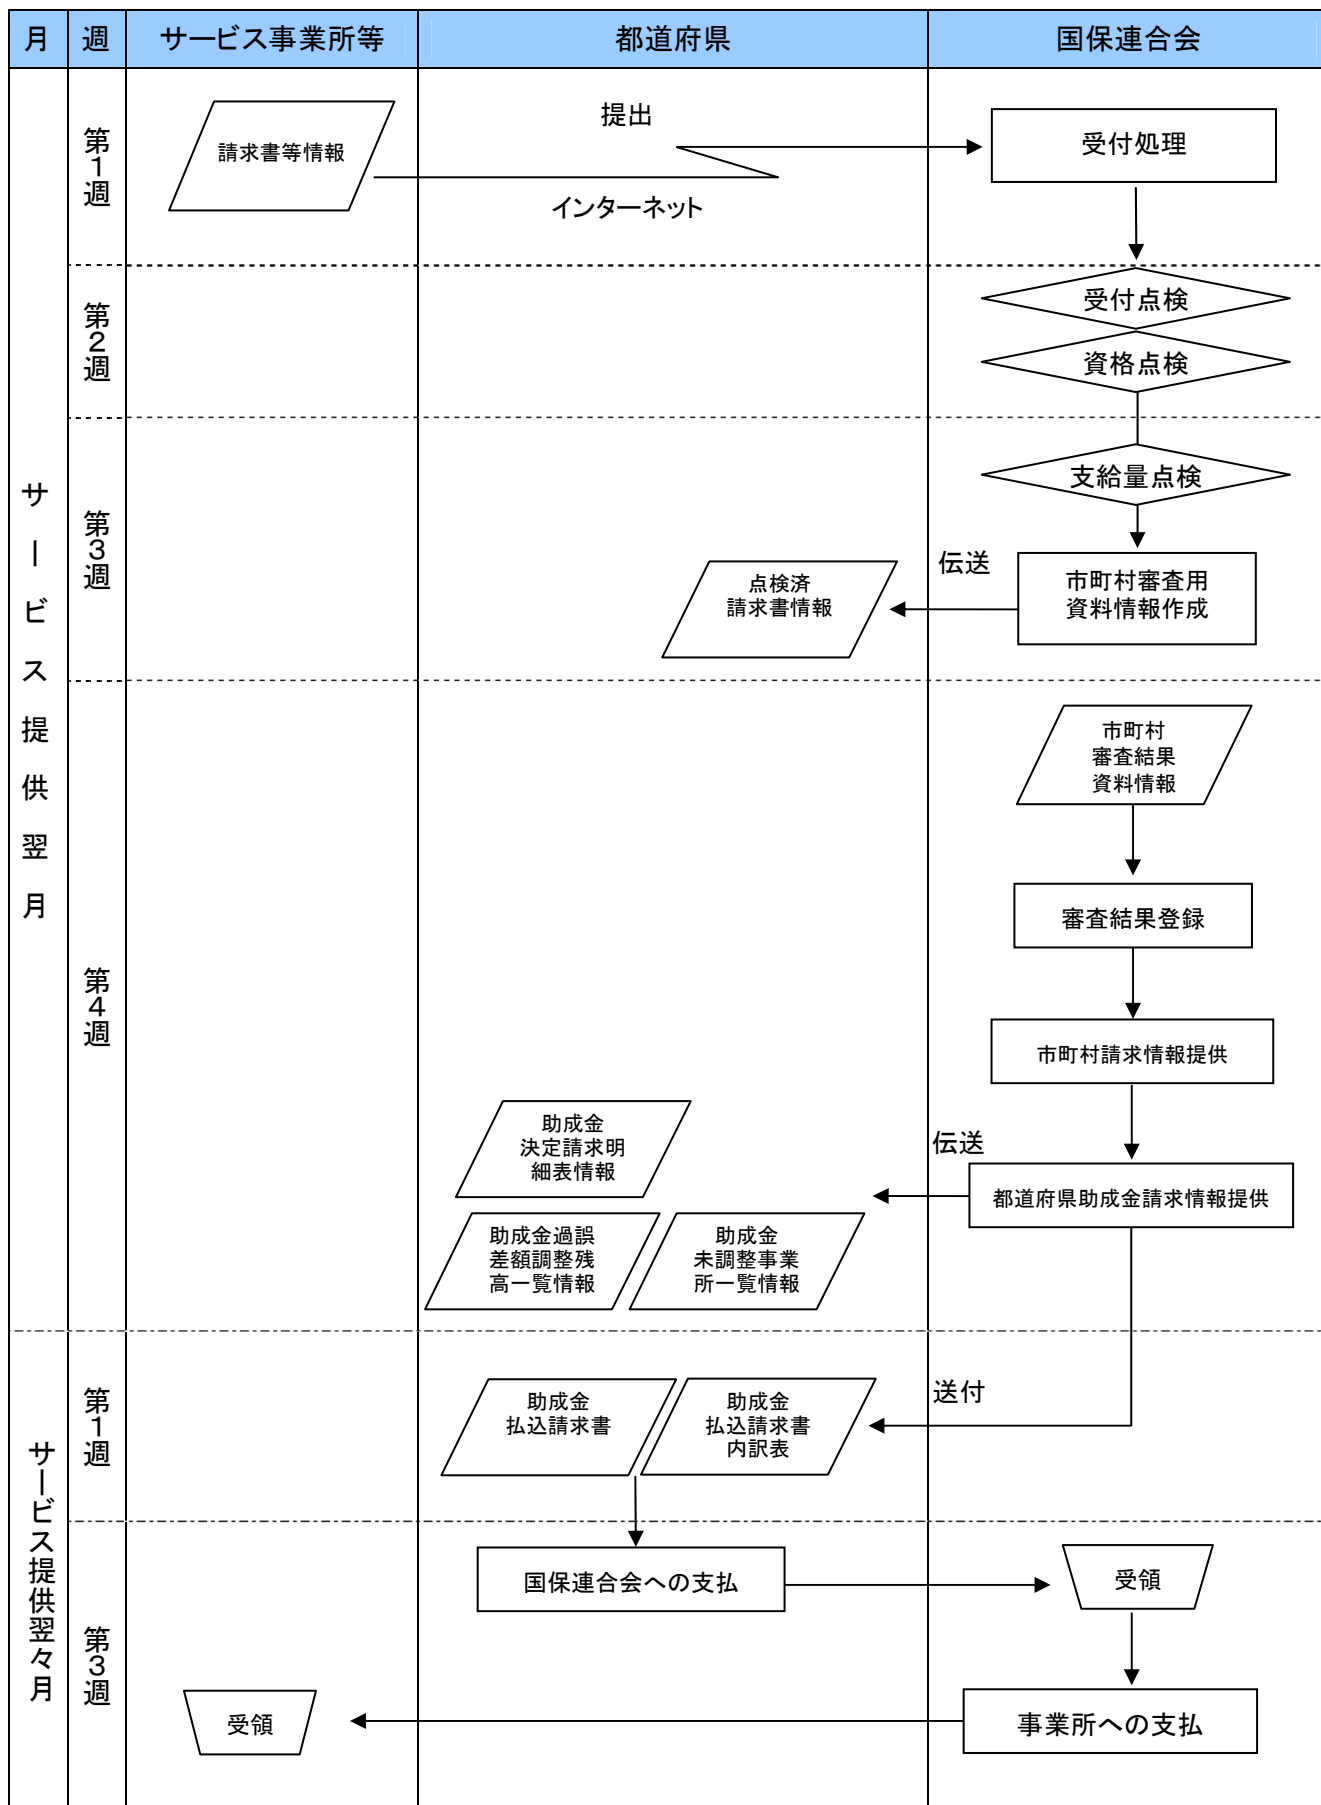 月 週 サービス事業所等 都道府県 国保連合会
サービス提供翌月
第1週
請求書等情報
提出
インターネット
受付処理
第2週
受付点検
資格点検
第3週
支給量点検
点検済
請求書情報
伝送
市町村審査用
資料情報作成
第4週
市町村
審査結果
資料情報
審査結果登録
市町村請求情報提供
助成金
決定請求明
細表情報
伝送
都道府県助成金請求情報提供
助成金過誤
差額調整残
高一覧情報
助成金
未調整事業
所一覧情報
サービス提供翌々月
第1週
助成金
払込請求書
助成金
払込請求書
内訳表
送付
第3週
国保連合会への支払
受領
受領
事業所への支払